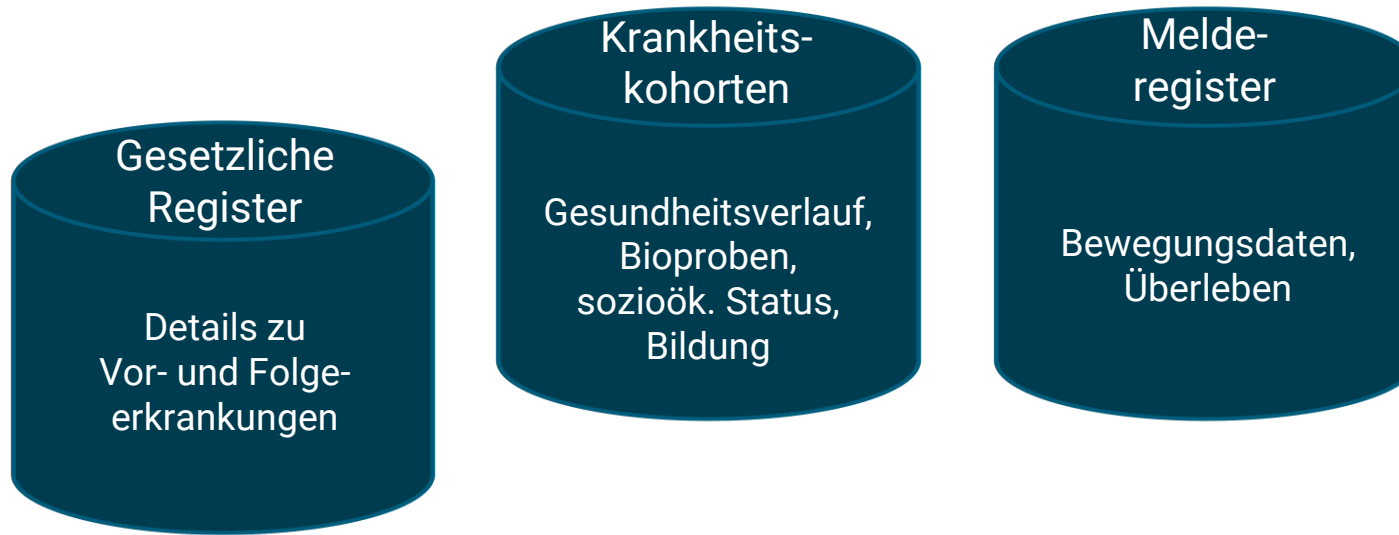 Gesetzliche
Register
Details zu
Vor- und Folge-
erkrankungen
Krankheits-
kohorten
Gesundheitsverlauf,
Bioproben,
sozioök. Status,
Bildung
Melde-
register
Bewegungsdaten,
Überleben